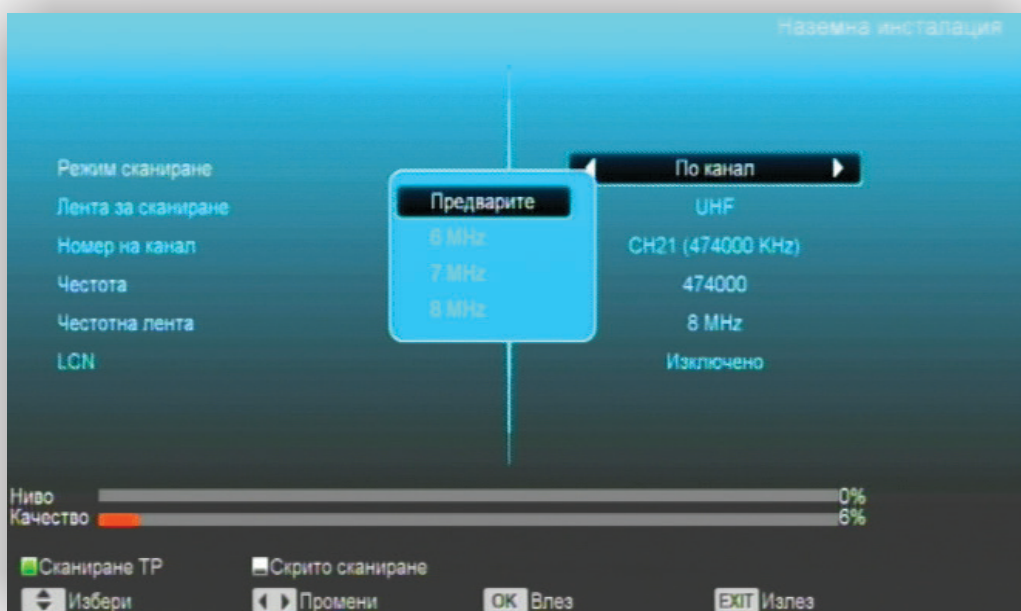 Наземна инсталация
Режим сканиране
По канал
Лента за сканиране
UHF
Номер на канал
CH21 (474000 KHz)
Честота
474000
Честотна лента
8 MHz
LCN
Изключено
Предварите
6 MHz
7 MHz
8 MHz
Ниво 0%
Качество 6%
Сканиране TP Скрито сканиране
Избери Промени OK Влез EXIT Излез